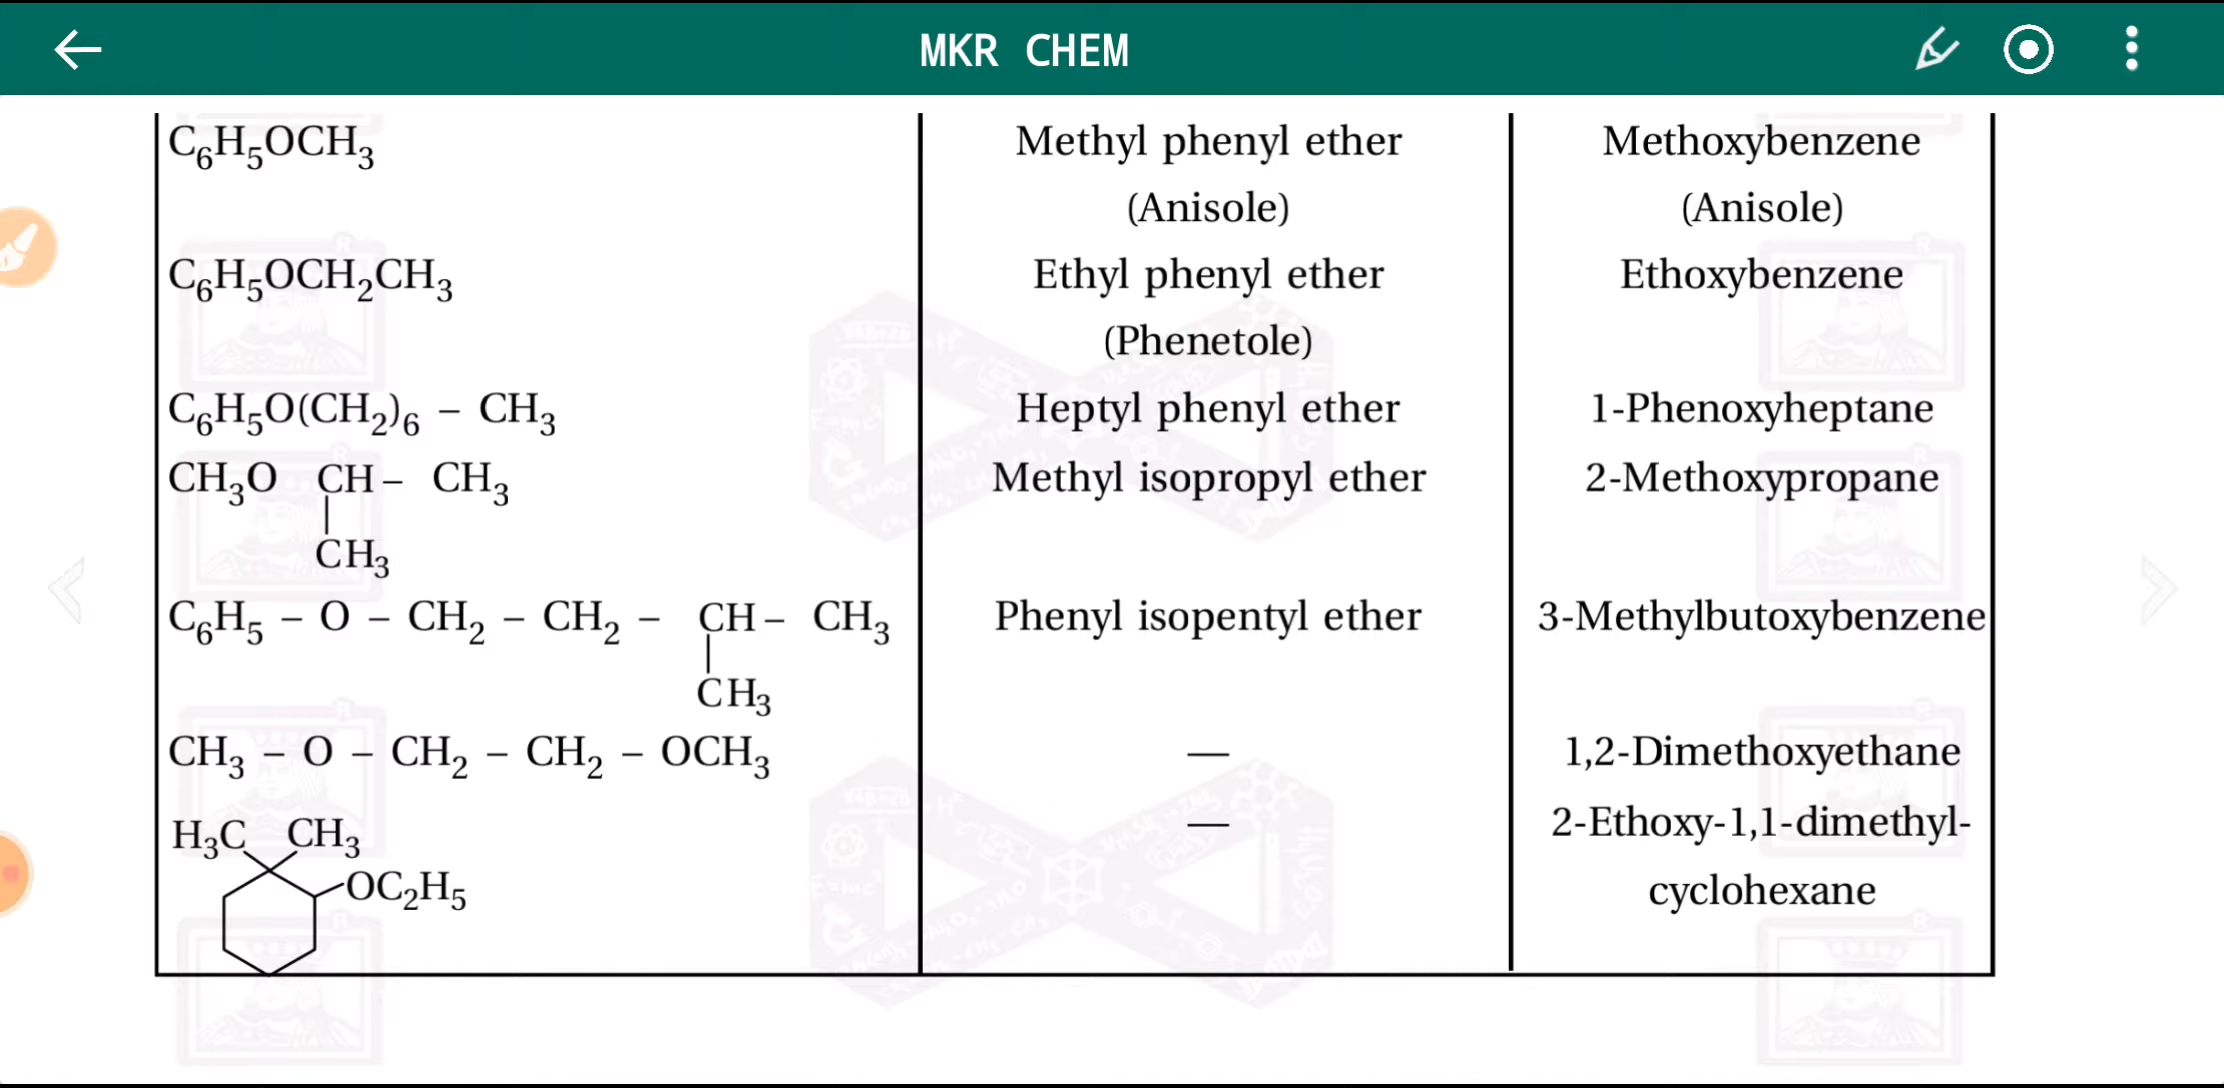 MKR CHEM
C₆H₅OCH₃ Methyl phenyl ether Methoxybenzene
(Anisole) (Anisole)
C₆H₅OCH₂CH₃ Ethyl phenyl ether Ethoxybenzene
(Phenetole)
C₆H₅O(CH₂)₆ – CH₃ Heptyl phenyl ether 1-Phenoxyheptane
CH₃O CH – CH₃ Methyl isopropyl ether 2-Methoxypropane
|
CH₃
C₆H₅ – O – CH₂ – CH₂ – CH – CH₃ Phenyl isopentyl ether 3-Methylbutoxybenzene
|
CH₃
CH₃ – O – CH₂ – CH₂ – OCH₃ — 1,2-Dimethoxyethane
H₃C CH₃ — 2-Ethoxy-1,1-dimethyl-
OC₂H₅ cyclohexane